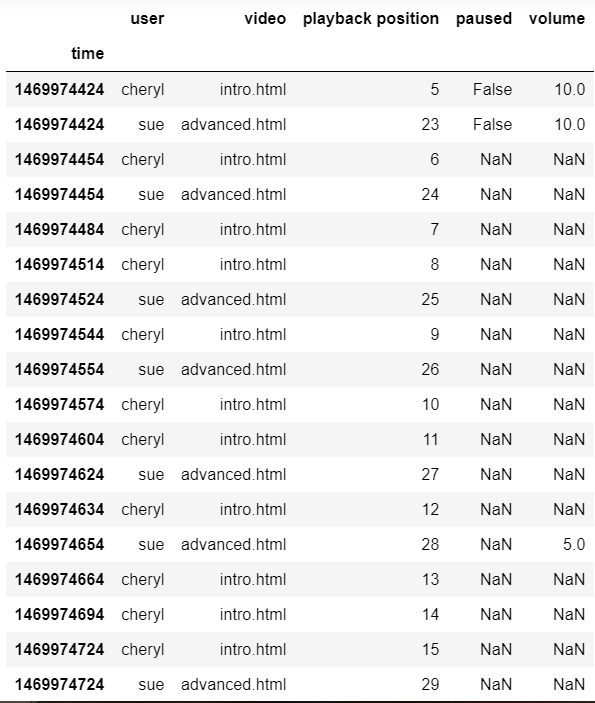 user video playback position paused volume
time
1469974424 cheryl intro.html 5 False 10.0
1469974424 sue advanced.html 23 False 10.0
1469974454 cheryl intro.html 6 NaN NaN
1469974454 sue advanced.html 24 NaN NaN
1469974484 cheryl intro.html 7 NaN NaN
1469974514 cheryl intro.html 8 NaN NaN
1469974524 sue advanced.html 25 NaN NaN
1469974544 cheryl intro.html 9 NaN NaN
1469974554 sue advanced.html 26 NaN NaN
1469974574 cheryl intro.html 10 NaN NaN
1469974604 cheryl intro.html 11 NaN NaN
1469974624 sue advanced.html 27 NaN NaN
1469974634 cheryl intro.html 12 NaN NaN
1469974654 sue advanced.html 28 NaN 5.0
1469974664 cheryl intro.html 13 NaN NaN
1469974694 cheryl intro.html 14 NaN NaN
1469974724 cheryl intro.html 15 NaN NaN
1469974724 sue advanced.html 29 NaN NaN